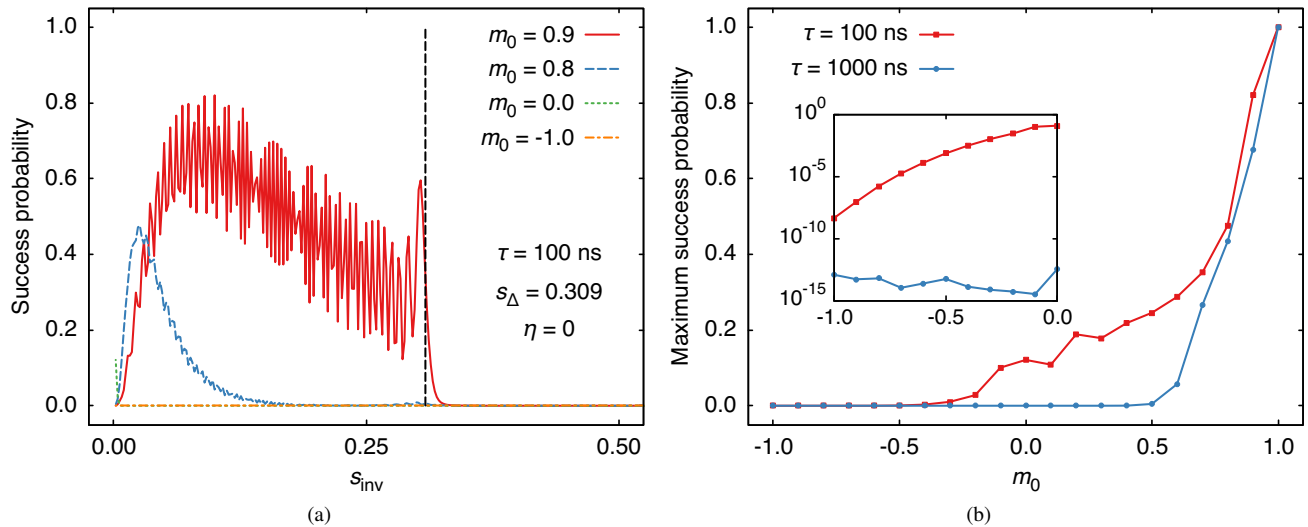 Success probability
1.0
0.8
0.6
0.4
0.2
0.0
m0 = 0.9
m0 = 0.8
m0 = 0.0
m0 = -1.0
τ = 100 ns
sΔ = 0.309
η = 0
0.00 0.25 0.50
sinv
(a)
Maximum success probability
1.0
0.8
0.6
0.4
0.2
0.0
τ = 100 ns
τ = 1000 ns
10^0
10^-5
10^-10
10^-15
-1.0 -0.5 0.0
-1.0 -0.5 0.0 0.5 1.0
m0
(b)